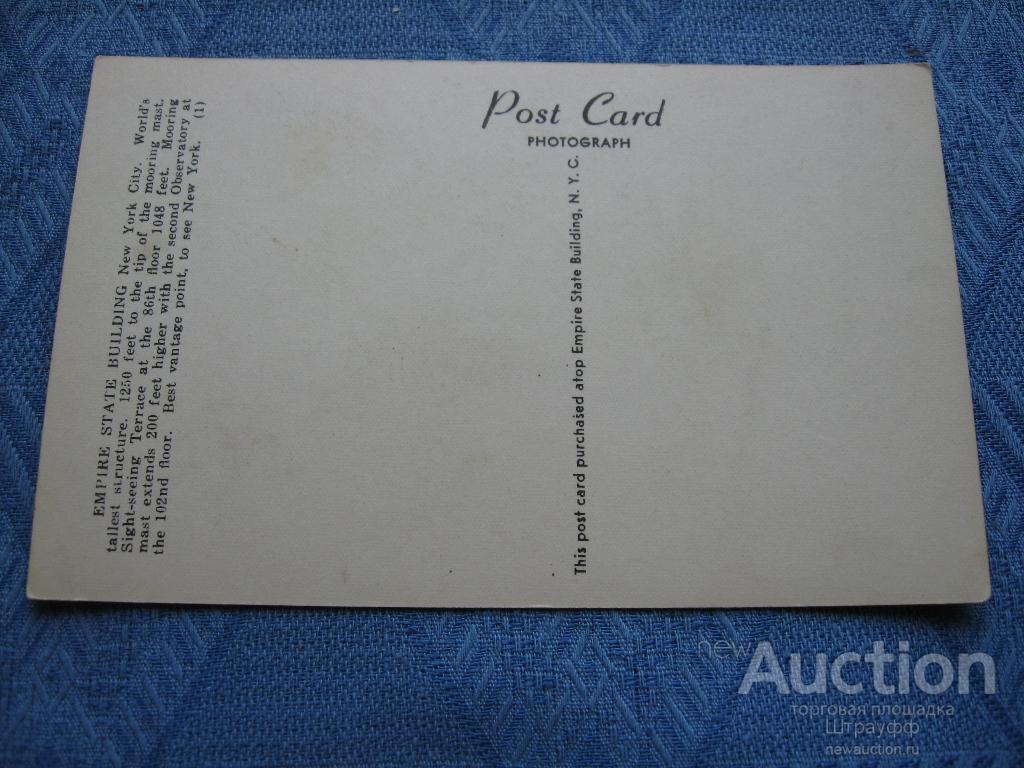 EMPIRE STATE BUILDING New York City. World's
tallest structure. 1250 feet to the tip of the mooring mast.
Sight-seeing Terrace at the 86th floor 1048 feet. Mooring
mast extends 200 feet higher with the second Observatory at
the 102nd floor. Best vantage point, to see New York. (1)
Post Card
PHOTOGRAPH
This post card purchased atop Empire State Building, N. Y. C.
newAuction
торговая площадка
Штрауфф
newauction.ru